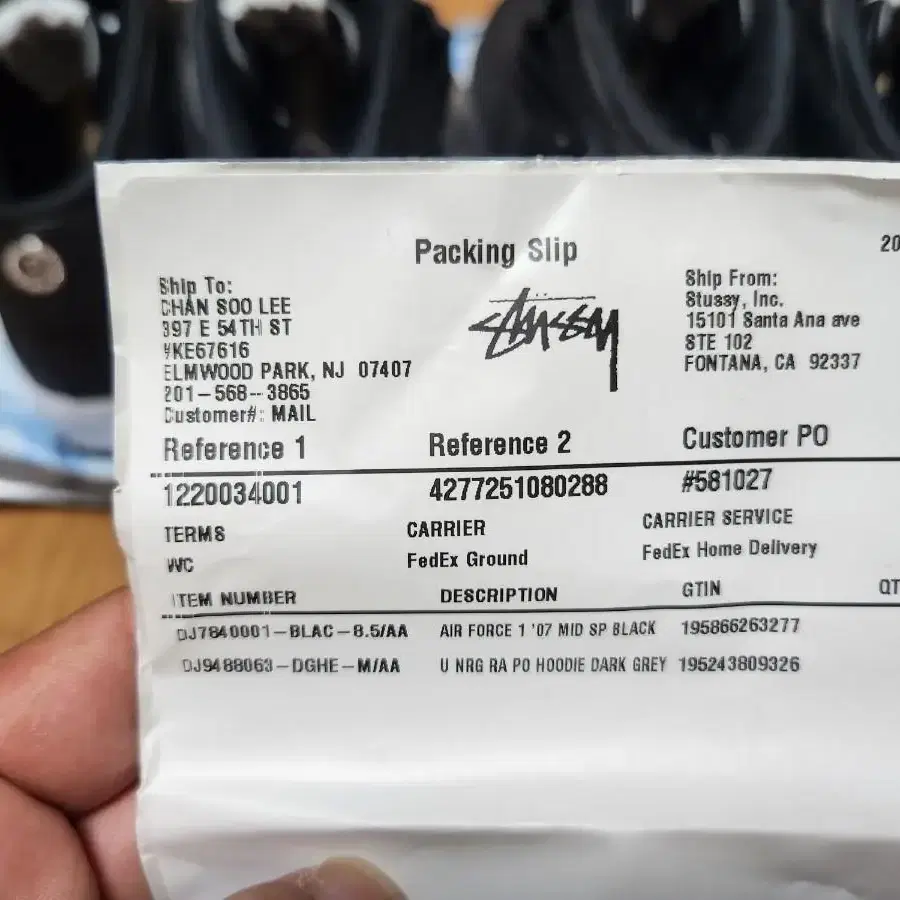 Packing Slip
20
Ship To:
CHAN SOO LEE
397 E 54TH ST
#KE67616
ELMWOOD PARK, NJ 07407
201-568-3865
Customer#: MAIL
Stüssy
Ship From:
Stussy, Inc.
15101 Santa Ana ave
STE 102
FONTANA, CA 92337
Reference 1 Reference 2 Customer PO
1220034001 4277251080288 #581027
TERMS CARRIER CARRIER SERVICE
WC FedEx Ground FedEx Home Delivery
ITEM NUMBER DESCRIPTION GTIN QT
DJ7840001-BLAC-8.5/AA AIR FORCE 1 '07 MID SP BLACK 195866263277
DJ9488063-DGHE-M/AA U NRG RA PO HOODIE DARK GREY 195243809326